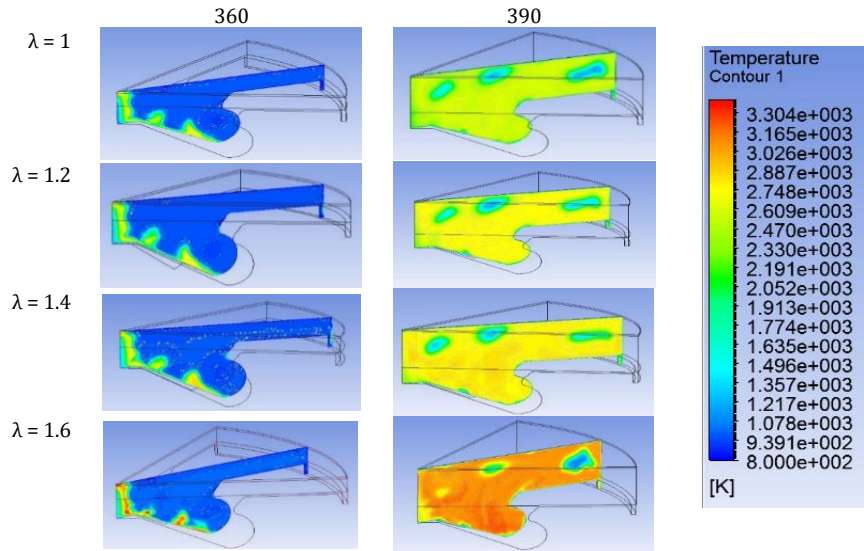 360 390
λ = 1
λ = 1.2
λ = 1.4
λ = 1.6
Temperature
Contour 1
3.304e+003
3.165e+003
3.026e+003
2.887e+003
2.748e+003
2.609e+003
2.470e+003
2.330e+003
2.191e+003
2.052e+003
1.913e+003
1.774e+003
1.635e+003
1.496e+003
1.357e+003
1.217e+003
1.078e+003
9.391e+002
8.000e+002
[K]